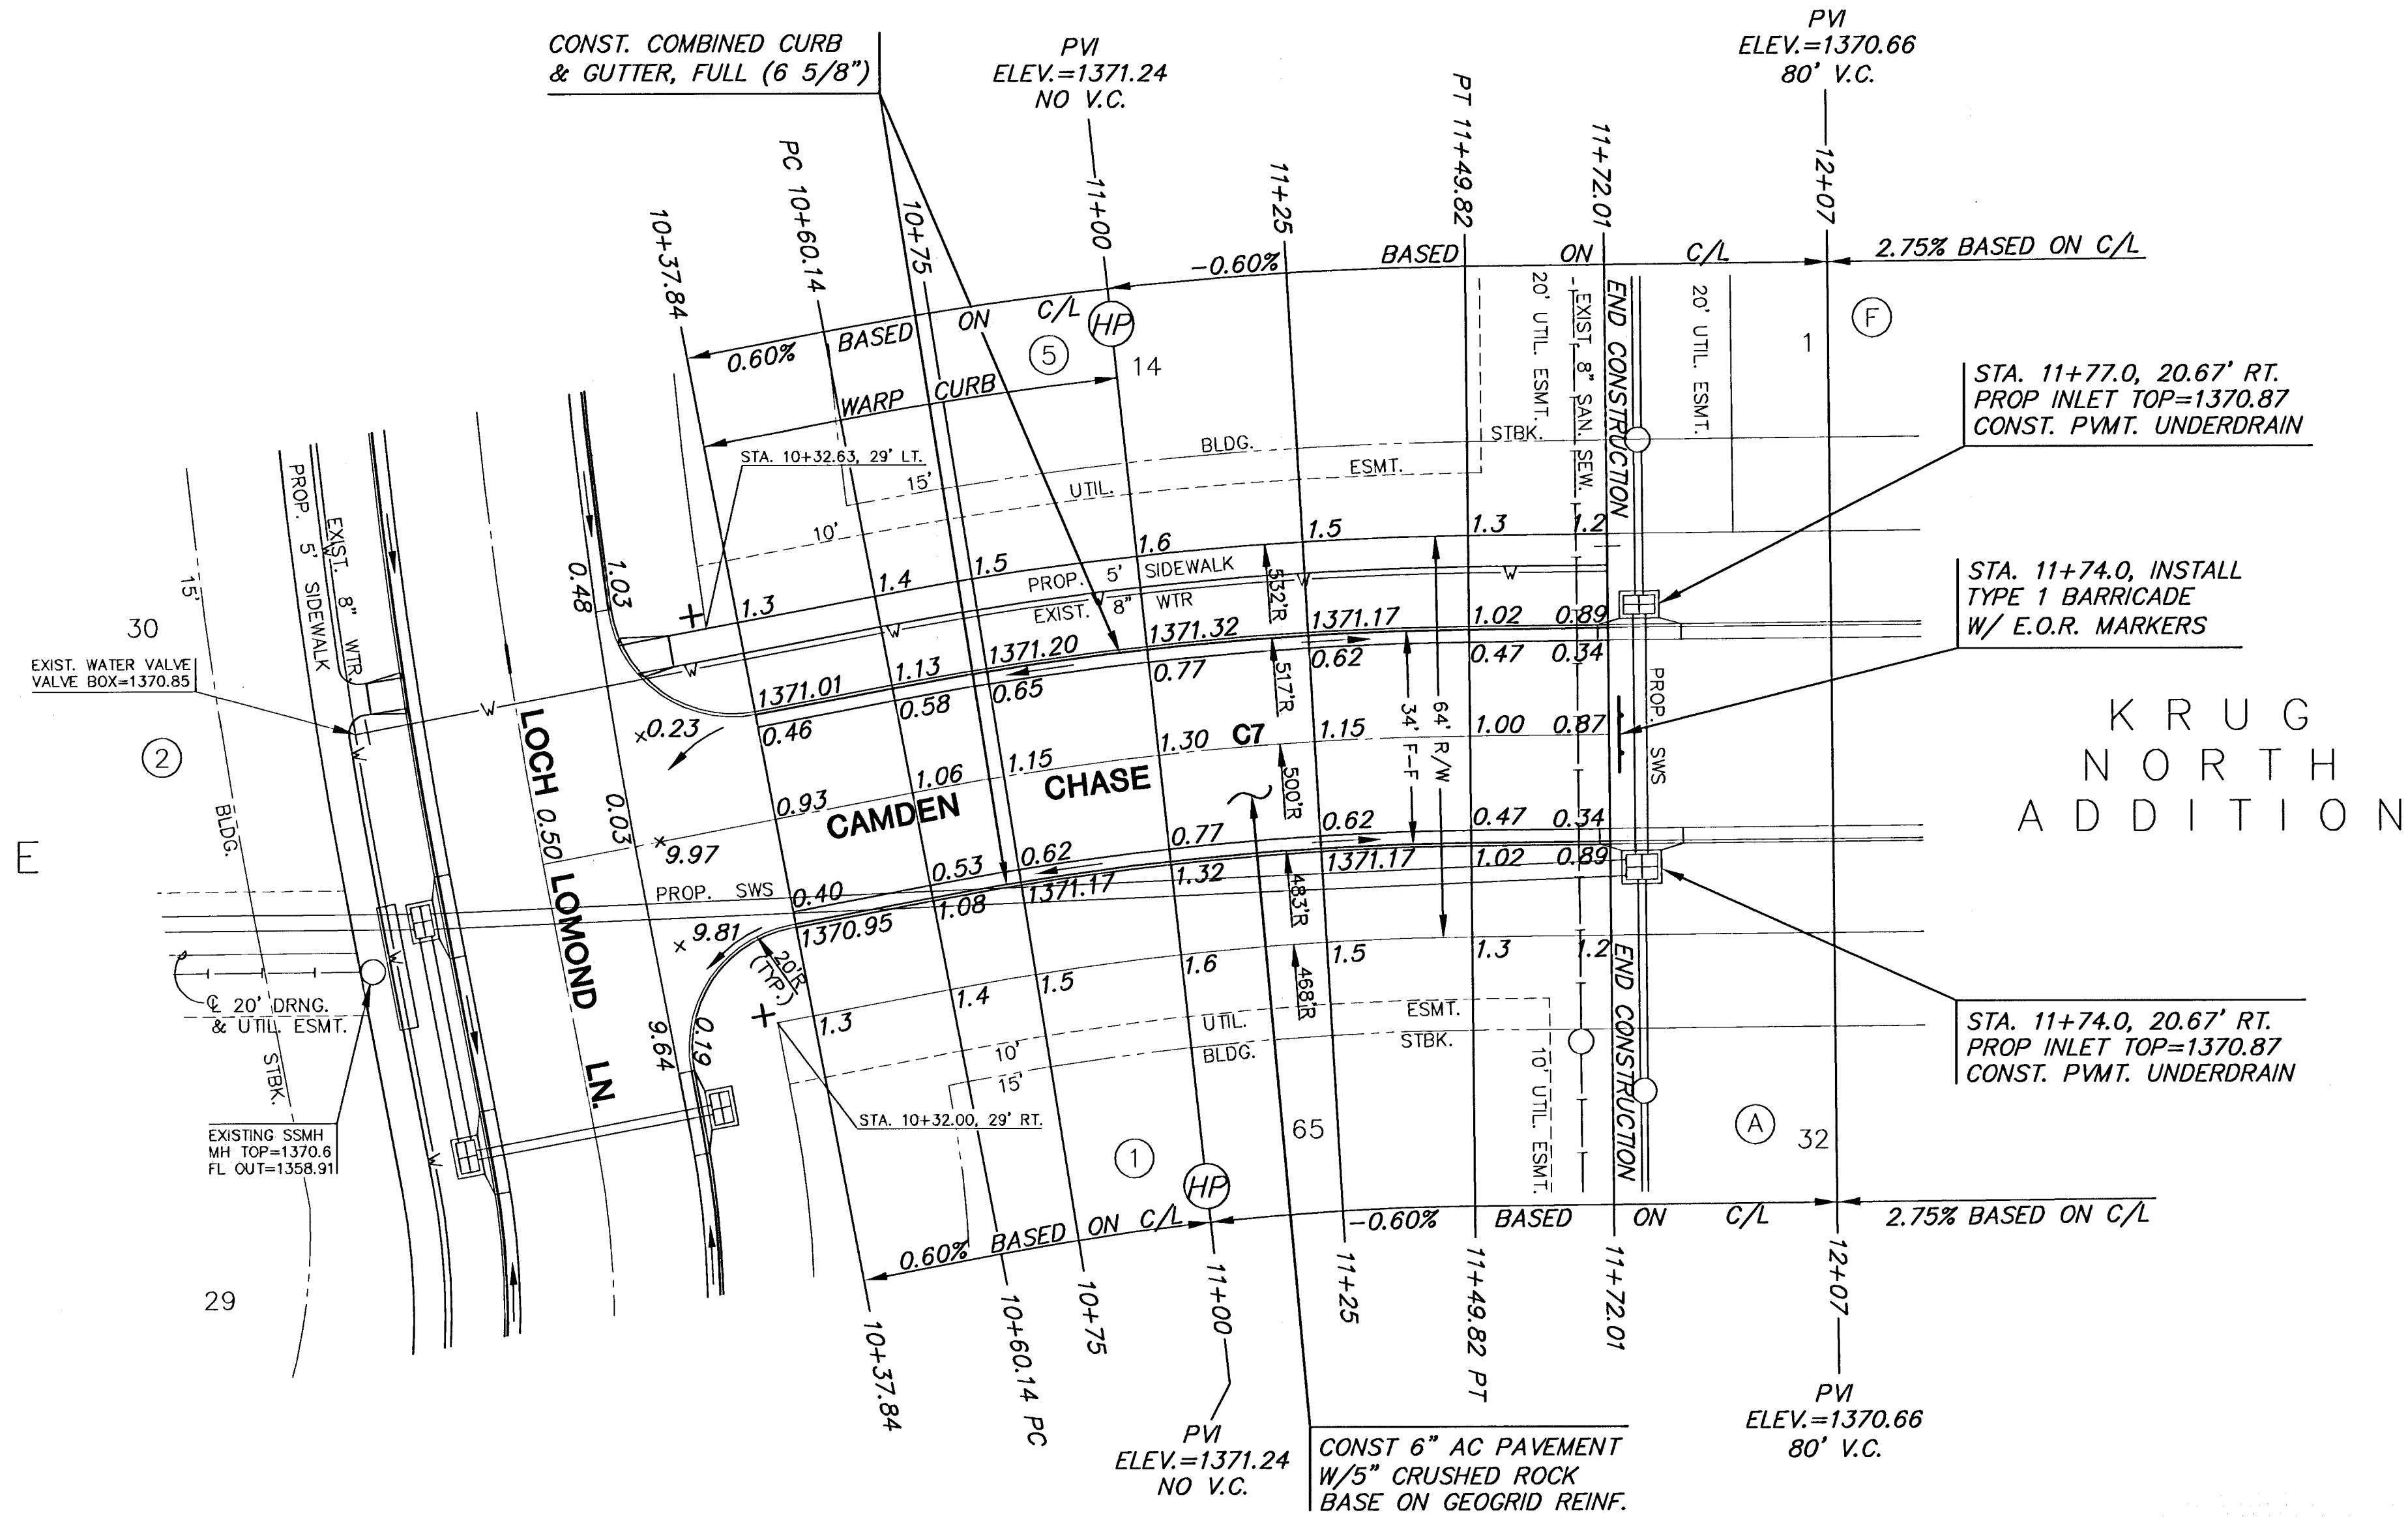 CONST. COMBINED CURB
& GUTTER, FULL (6 5/8")
PVI
ELEV.=1371.24
NO V.C.
PVI
ELEV.=1370.66
80' V.C.
10+37.84
PC 10+60.14
10+75
11+00
11+25
PT 11+49.82
11+72.01
12+07
0.60% BASED ON C/L
-0.60% BASED ON C/L
2.75% BASED ON C/L
HP
5
14
WARP CURB
F
1
20' UTIL. ESMT.
EXIST. 8" SAN. SEW.
END CONSTRUCTION
20' UTIL. ESMT.
STA. 11+77.0, 20.67' RT.
PROP INLET TOP=1370.87
CONST. PVMT. UNDERDRAIN
STA. 10+32.63, 29' LT.
15' BLDG. STBK.
10' UTIL. ESMT.
1.3 1.4 1.5 1.6 1.5 1.3 1.2
PROP. 5' SIDEWALK
EXIST. 8" WTR
W W W W W W
532'R
STA. 11+74.0, INSTALL
TYPE 1 BARRICADE
W/ E.O.R. MARKERS
1371.01 1.13 1371.20 1371.32 1371.17 1.02 0.89
0.46 0.58 0.65 0.77 0.62 0.47 0.34
517'R
34' F-F
64' R/W
PROP. SWS
0.48
1.03
15'
PROP. 5' SIDEWALK
EXIST. 8" WTR.
30
EXIST. WATER VALVE
VALVE BOX=1370.85
2
W
BLDG.
0.23
0.93 1.06 1.15 1.30 C7 1.15 1.00 0.87
CAMDEN CHASE
500'R
LOCH LOMOND LN.
0.50
0.03
9.97
KRUG
NORTH
ADDITION
E
PROP. SWS
0.40 0.53 0.62 0.77 0.62 0.47 0.34
1370.95 1.08 1371.17 1.32 1371.17 1.02 0.89
483'R
9.81
20'R
(TYP.)
W
℄ 20' DRNG.
& UTIL. ESMT.
STBK.
9.64
0.19
1.3 1.4 1.5 1.6 1.5 1.3 1.2
468'R
10' UTIL. ESMT.
15' BLDG. STBK.
10' UTIL. ESMT.
END CONSTRUCTION
STA. 11+74.0, 20.67' RT.
PROP INLET TOP=1370.87
CONST. PVMT. UNDERDRAIN
STA. 10+32.00, 29' RT.
EXISTING SSMH
MH TOP=1370.6
FL OUT=1358.91
W
65
A
32
1
HP
29
0.60% BASED ON C/L
-0.60% BASED ON C/L
2.75% BASED ON C/L
10+37.84
10+60.14 PC
10+75
11+00
11+25
11+49.82 PT
11+72.01
12+07
PVI
ELEV.=1371.24
NO V.C.
CONST 6" AC PAVEMENT
W/5" CRUSHED ROCK
BASE ON GEOGRID REINF.
PVI
ELEV.=1370.66
80' V.C.